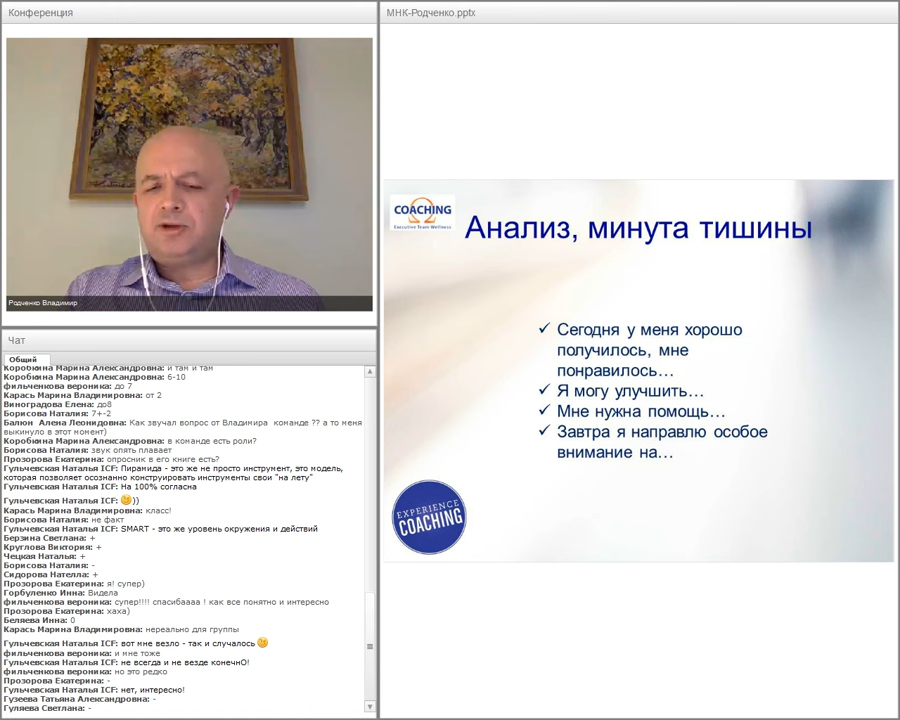 Конференция
Родченко Владимир
Чат
Общий
Коробкина Марина Александровна: и там и там
Коробкина Марина Александровна: 6-10
фильченкова вероника: до 7
Карась Марина Владимировна: от 2
Виноградова Елена: до8
Борисова Наталия: 7+-2
Балюн Алена Леонидовна: Как звучал вопрос от Владимира команде ?? а то меня
выкинуло в этот момент)
Коробкина Марина Александровна: в команде есть роли?
Борисова Наталия: звук опять плавает
Прозорова Екатерина: опросник в его книге есть?
Гульчевская Наталья ICF: Пирамида - это же не просто инструмент, это модель,
которая позволяет осознанно конструировать инструменты свои "на лету"
Гульчевская Наталья ICF: На 100% согласна
Гульчевская Наталья ICF: ))
Карась Марина Владимировна: класс!
Борисова Наталия: не факт
Гульчевская Наталья ICF: SMART - это же уровень окружения и действий
Берзина Светлана: +
Круглова Виктория: +
Чецкая Наталья: +
Борисова Наталия: -
Сидорова Нателла: +
Прозорова Екатерина: я! супер)
Горбуленко Инна: Видела
фильченкова вероника: супер!!!! спасибаааа ! как все понятно и интересно
Прозорова Екатерина: хаха)
Беляева Инна: 0
Карась Марина Владимировна: нереально для группы
Гульчевская Наталья ICF: вот мне везло - так и случалось
фильченкова вероника: и мне тоже
Гульчевская Наталья ICF: не всегда и не везде конечнО!
фильченкова вероника: но это редко
Прозорова Екатерина: -
Гульчевская Наталья ICF: нет, интересно!
Гузеева Татьяна Александровна: -
Гуляева Светлана: -
МНК-Родченко.pptx
COACHING
Executive Team Wellness
Анализ, минута тишины
✓ Сегодня у меня хорошо
получилось, мне
понравилось…
✓ Я могу улучшить…
✓ Мне нужна помощь…
✓ Завтра я направлю особое
внимание на…
EXPERIENCE
COACHING